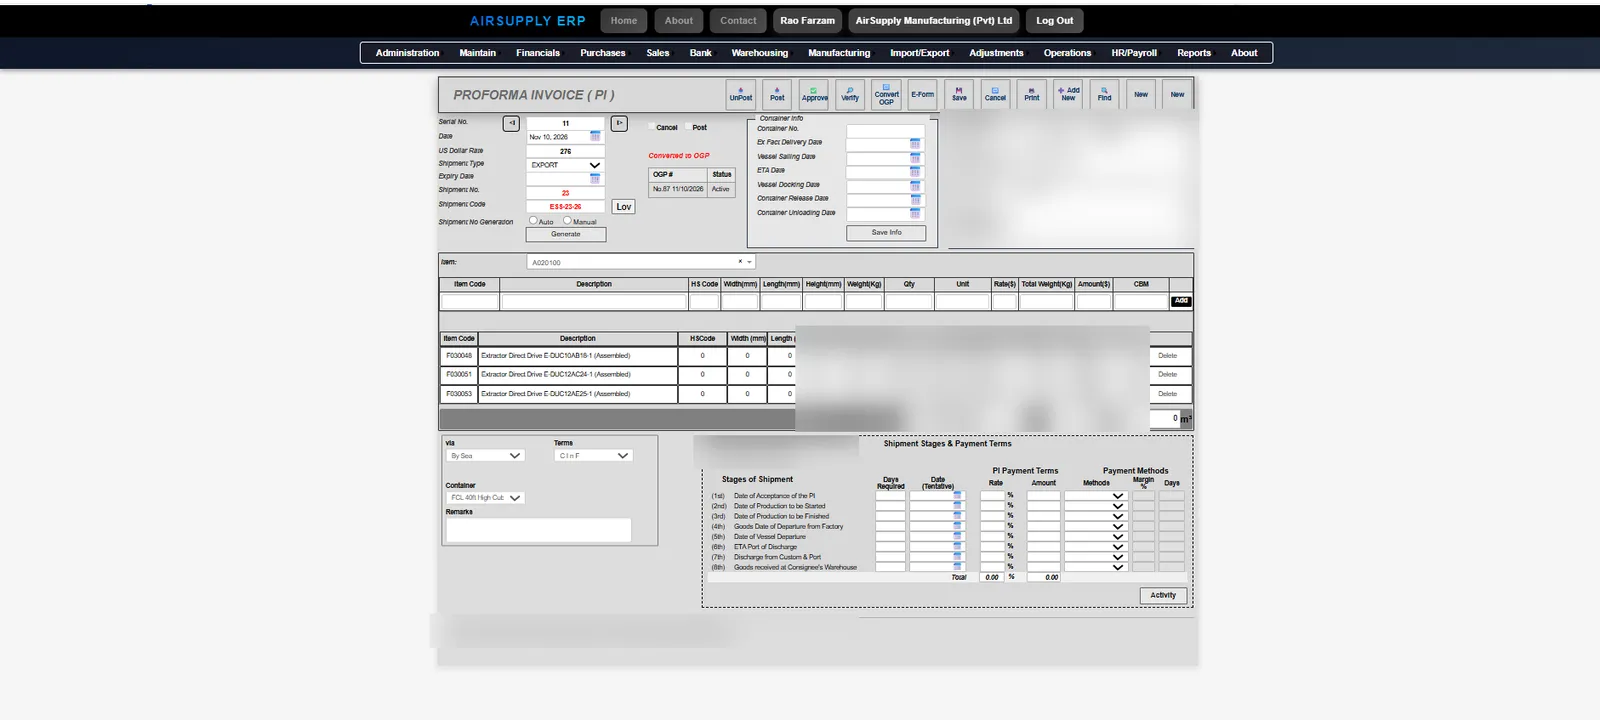 AIRSUPPLY ERP Home About Contact Rao Farzam AirSupply Manufacturing (Pvt) Ltd Log Out
Administration Maintain Financials Purchases Sales Bank Warehousing Manufacturing Import/Export Adjustments Operations HR/Payroll Reports About
PROFORMA INVOICE ( PI )
UnPost Post Approve Verify Convert OGP E-Form Save Cancel Print Add New Find New New
Serial No. 11
Date Nov 10, 2026
US Dollar Rate 276
Shipment Type EXPORT
Expiry Date
Shipment No. 23
Shipment Code ESS-23-26 Lov
Shipment No Generation Auto Manual
Generate
Cancel Post
Converted to OGP
OGP # Status
No.87 11/10/2026 Active
Container Info
Container No.
Ex Fact Delivery Date
Vessel Sailing Date
ETA Date
Vessel Docking Date
Container Release Date
Container Unloading Date
Save Info
Item: A020100 ×
Item Code Description HS Code Width(mm) Length(mm) Height(mm) Weight(Kg) Qty Unit Rate($) Total Weight(Kg) Amount($) CBM
Add
Item Code Description HSCode Width (mm) Length (
F030048 Extractor Direct Drive E-DUC10AB18-1 (Assembled) 0 0 0 Delete
F030051 Extractor Direct Drive E-DUC12AC24-1 (Assembled) 0 0 0 Delete
F030053 Extractor Direct Drive E-DUC12AE25-1 (Assembled) 0 0 0 Delete
0 m³
via Terms
By Sea C I n F
Container
FCL 40ft High Cub
Remarks
Shipment Stages & Payment Terms
PI Payment Terms Payment Methods
Stages of Shipment Days Required Date (Tentative) Rate Amount Methods Margin % Days
(1st) Date of Acceptance of the PI %
(2nd) Date of Production to be Started %
(3rd) Date of Production to be Finished %
(4th) Goods Date of Departure from Factory %
(5th) Date of Vessel Departure %
(6th) ETA Port of Discharge %
(7th) Discharge from Custom & Port %
(8th) Goods received at Consignee's Warehouse %
Total 0.00 % 0.00
Activity